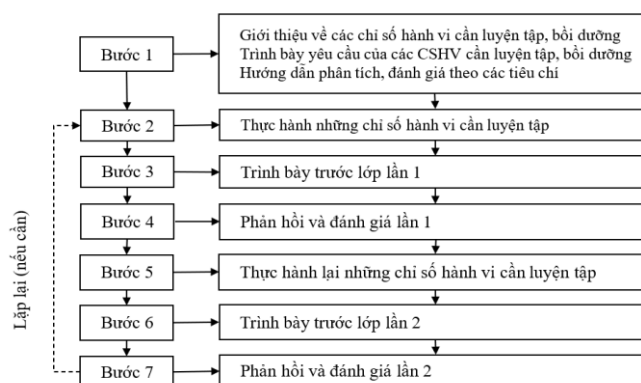 Bước 1
Giới thiệu về các chỉ số hành vi cần luyện tập, bồi dưỡng
Trình bày yêu cầu của các CSHV cần luyện tập, bồi dưỡng
Hướng dẫn phân tích, đánh giá theo các tiêu chí
Bước 2
Thực hành những chỉ số hành vi cần luyện tập
Bước 3
Trình bày trước lớp lần 1
Bước 4
Phản hồi và đánh giá lần 1
Bước 5
Thực hành lại những chỉ số hành vi cần luyện tập
Bước 6
Trình bày trước lớp lần 2
Bước 7
Phản hồi và đánh giá lần 2
Lặp lại (nếu cần)